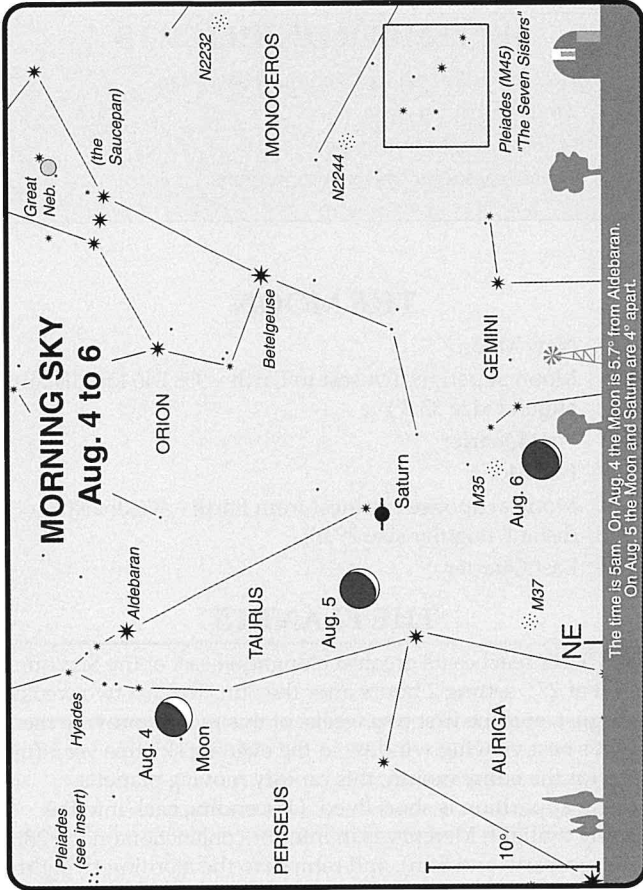 MORNING SKY
Aug. 4 to 6
Pleiades
(see insert)
Hyades
Aldebaran
Great
Neb.
(the
Saucepan)
N2232
Aug. 4
Moon
ORION
MONOCEROS
PERSEUS
TAURUS
Betelgeuse
N2244
Aug. 5
Saturn
AURIGA
M35
GEMINI
Pleiades (M45)
"The Seven Sisters"
10°
M37
Aug. 6
NE
The time is 5am. On Aug. 4 the Moon is 5.7° from Aldebaran.
On Aug. 5 the Moon and Saturn are 4° apart.